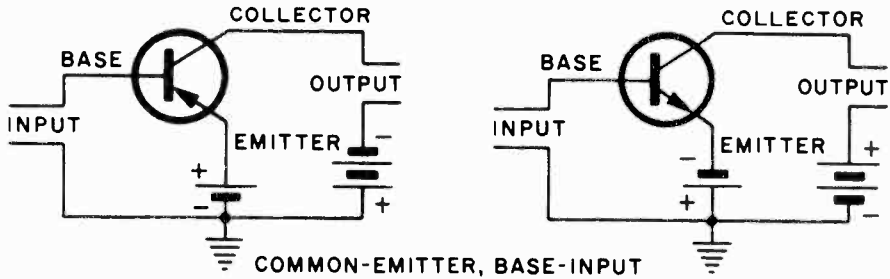 COLLECTOR
BASE
OUTPUT
INPUT
EMITTER
-
+
+
-
COLLECTOR
BASE
OUTPUT
INPUT
EMITTER
-
+
+
-
COMMON-EMITTER, BASE-INPUT